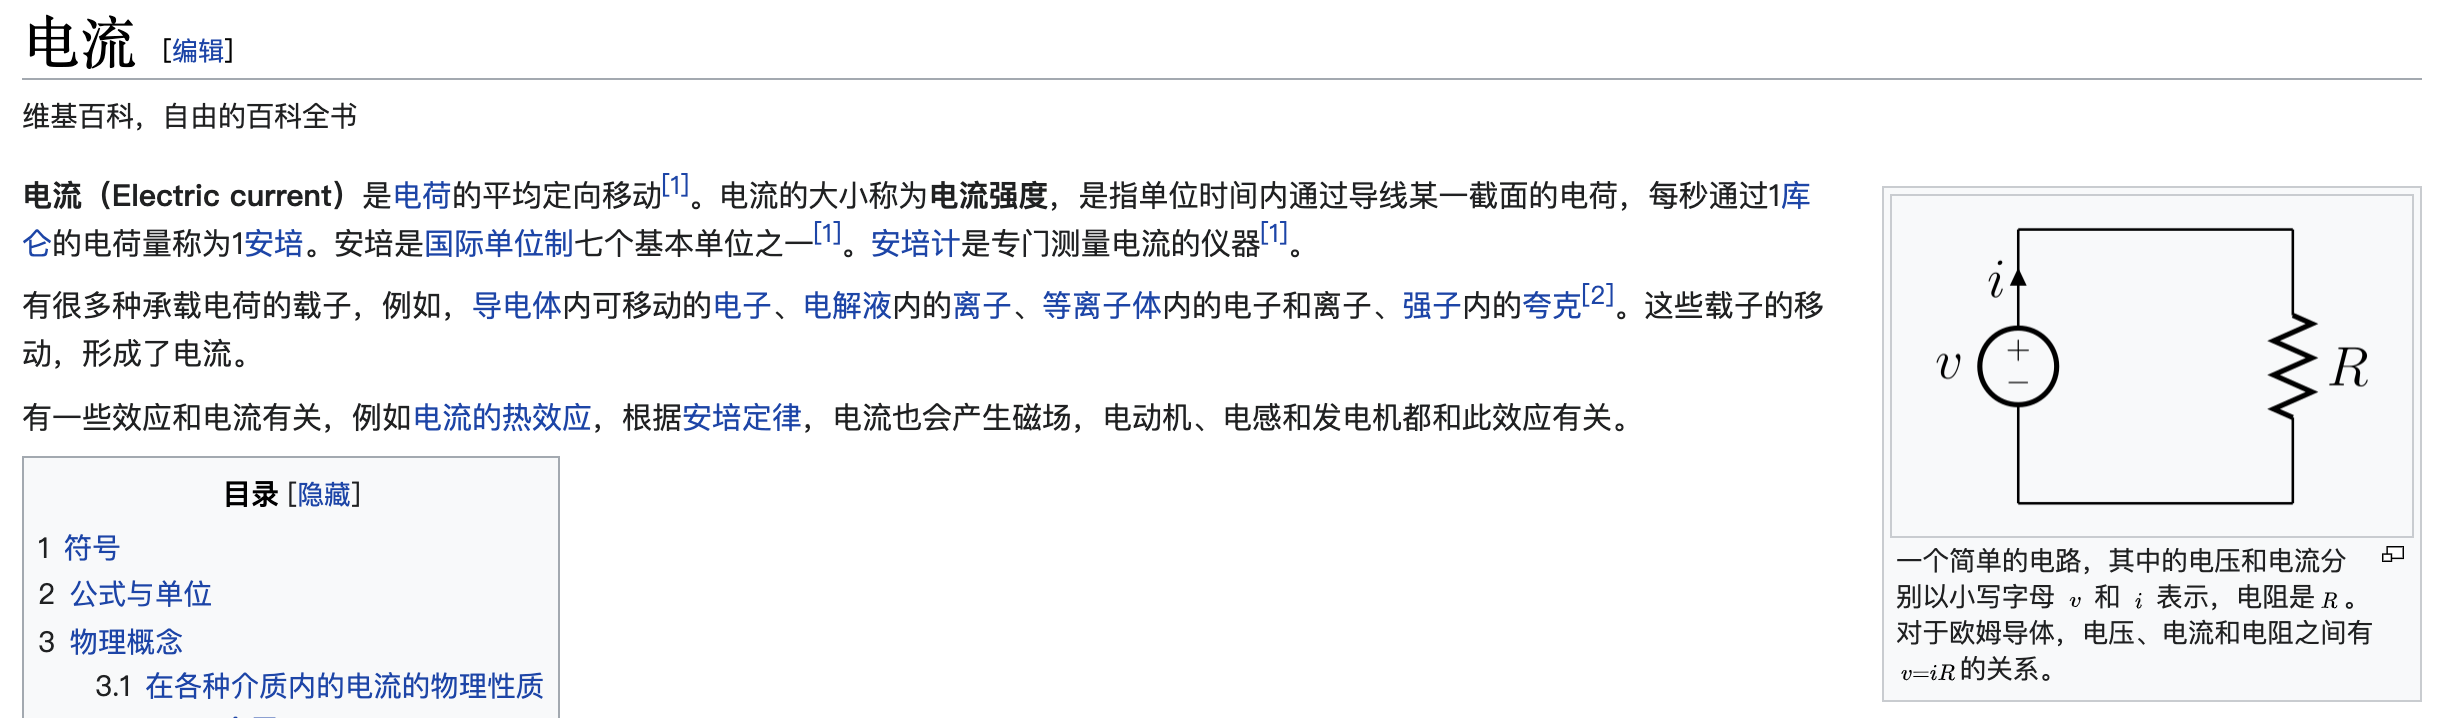 电流 [编辑]
维基百科，自由的百科全书
电流（Electric current）是电荷的平均定向移动[1]。电流的大小称为电流强度，是指单位时间内通过导线某一截面的电荷，每秒通过1库
仑的电荷量称为1安培。安培是国际单位制七个基本单位之一[1]。安培计是专门测量电流的仪器[1]。
有很多种承载电荷的载子，例如，导电体内可移动的电子、电解液内的离子、等离子体内的电子和离子、强子内的夸克[2]。这些载子的移
动，形成了电流。
有一些效应和电流有关，例如电流的热效应，根据安培定律，电流也会产生磁场，电动机、电感和发电机都和此效应有关。
目录 [隐藏]
1 符号
2 公式与单位
3 物理概念
3.1 在各种介质内的电流的物理性质
i
v
+
−
R
一个简单的电路，其中的电压和电流分
别以小写字母 v 和 i 表示，电阻是 R 。
对于欧姆导体，电压、电流和电阻之间有
v=iR 的关系。